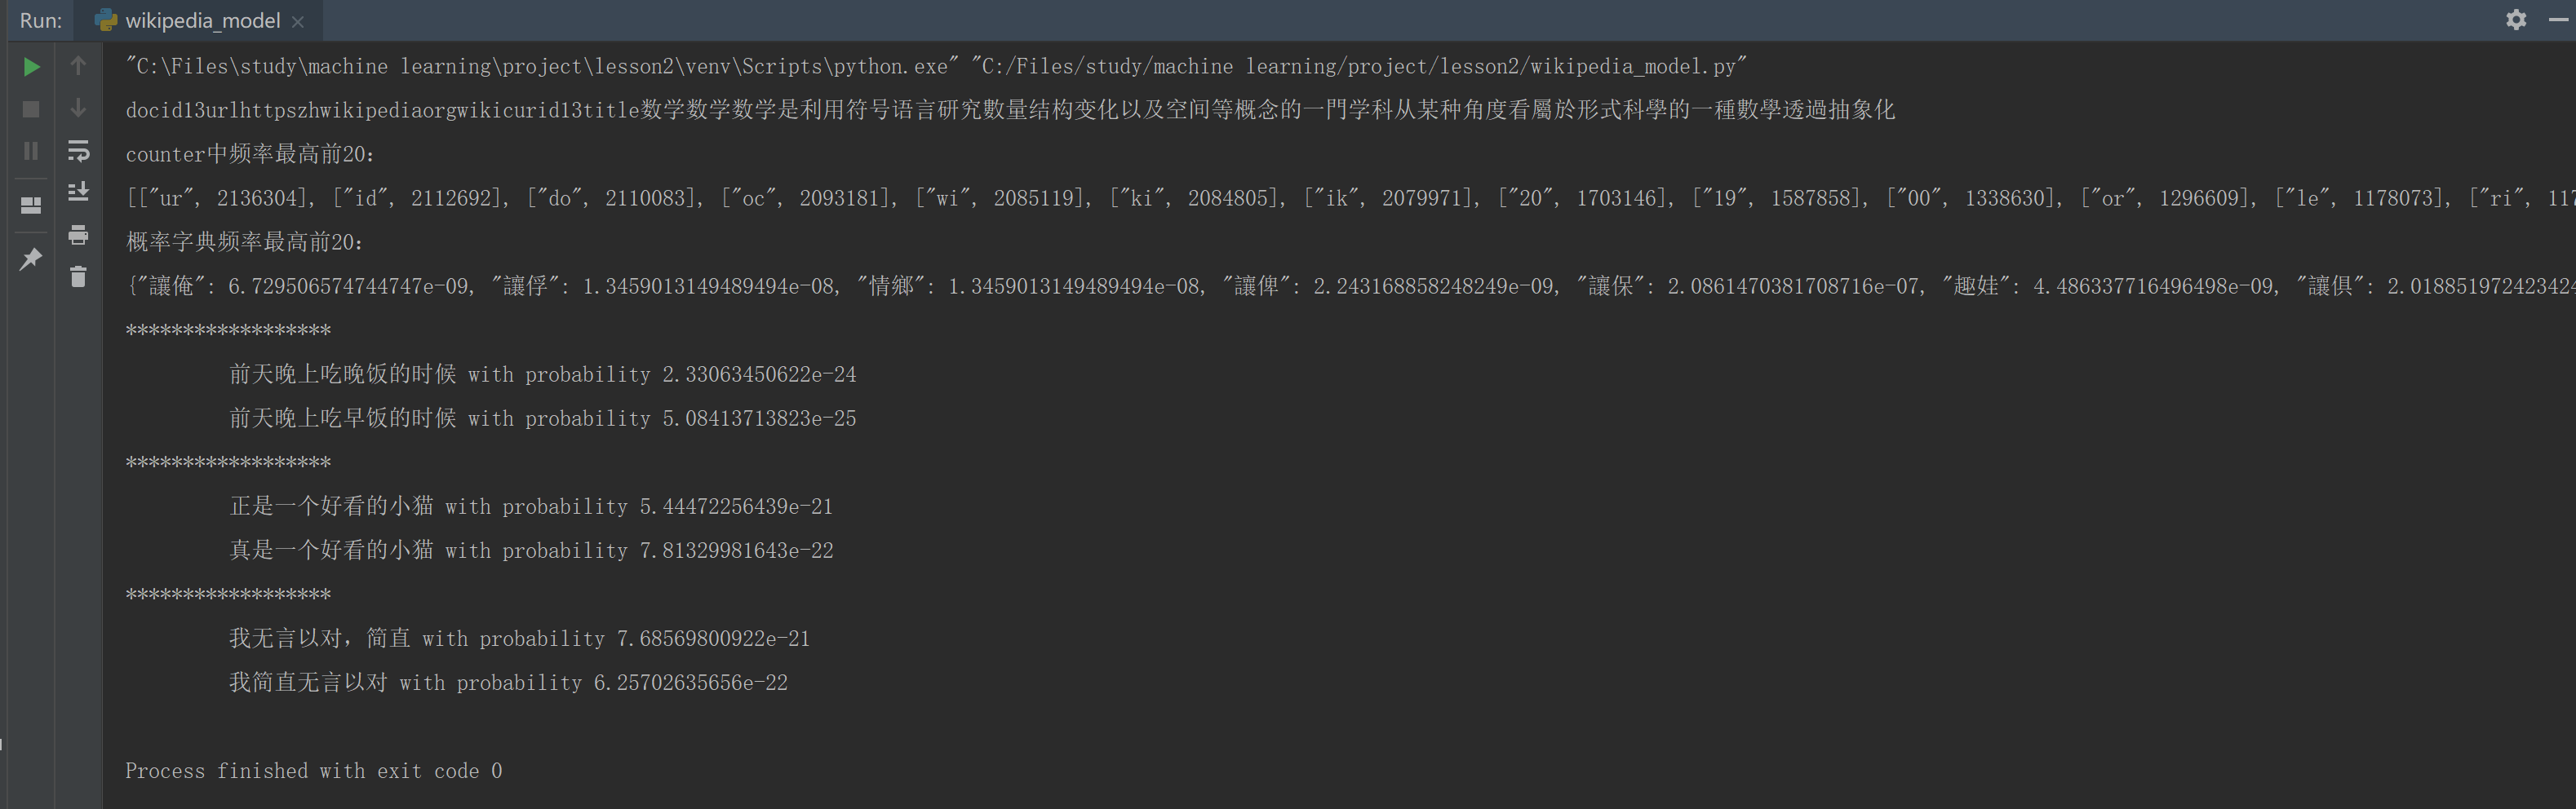 Run: wikipedia_model
"C:\Files\study\machine learning\project\lesson2\venv\Scripts\python.exe" "C:/Files/study/machine learning/project/lesson2/wikipedia_model.py"
docid13urlhttpszhwikipediaorgwikicurid13title数学数学数学是利用符号语言研究數量结构变化以及空间等概念的一門学科从某种角度看屬於形式科學的一種數學透過抽象化
counter中频率最高前20：
[["ur", 2136304], ["id", 2112692], ["do", 2110083], ["oc", 2093181], ["wi", 2085119], ["ki", 2084805], ["ik", 2079971], ["20", 1703146], ["19", 1587858], ["00", 1338630], ["or", 1296609], ["le", 1178073], ["ri", 117
概率字典频率最高前20：
{"讓俺": 6.729506574744747e-09, "讓俘": 1.3459013149489494e-08, "情鄉": 1.3459013149489494e-08, "讓俾": 2.243168858248249e-09, "讓保": 2.0861470381708716e-07, "趣娃": 4.486337716496498e-09, "讓俱": 2.018851972423424
******************
前天晚上吃晚饭的时候 with probability 2.33063450622e-24
前天晚上吃早饭的时候 with probability 5.08413713823e-25
******************
正是一个好看的小猫 with probability 5.44472256439e-21
真是一个好看的小猫 with probability 7.81329981643e-22
******************
我无言以对，简直 with probability 7.68569800922e-21
我简直无言以对 with probability 6.25702635656e-22
Process finished with exit code 0